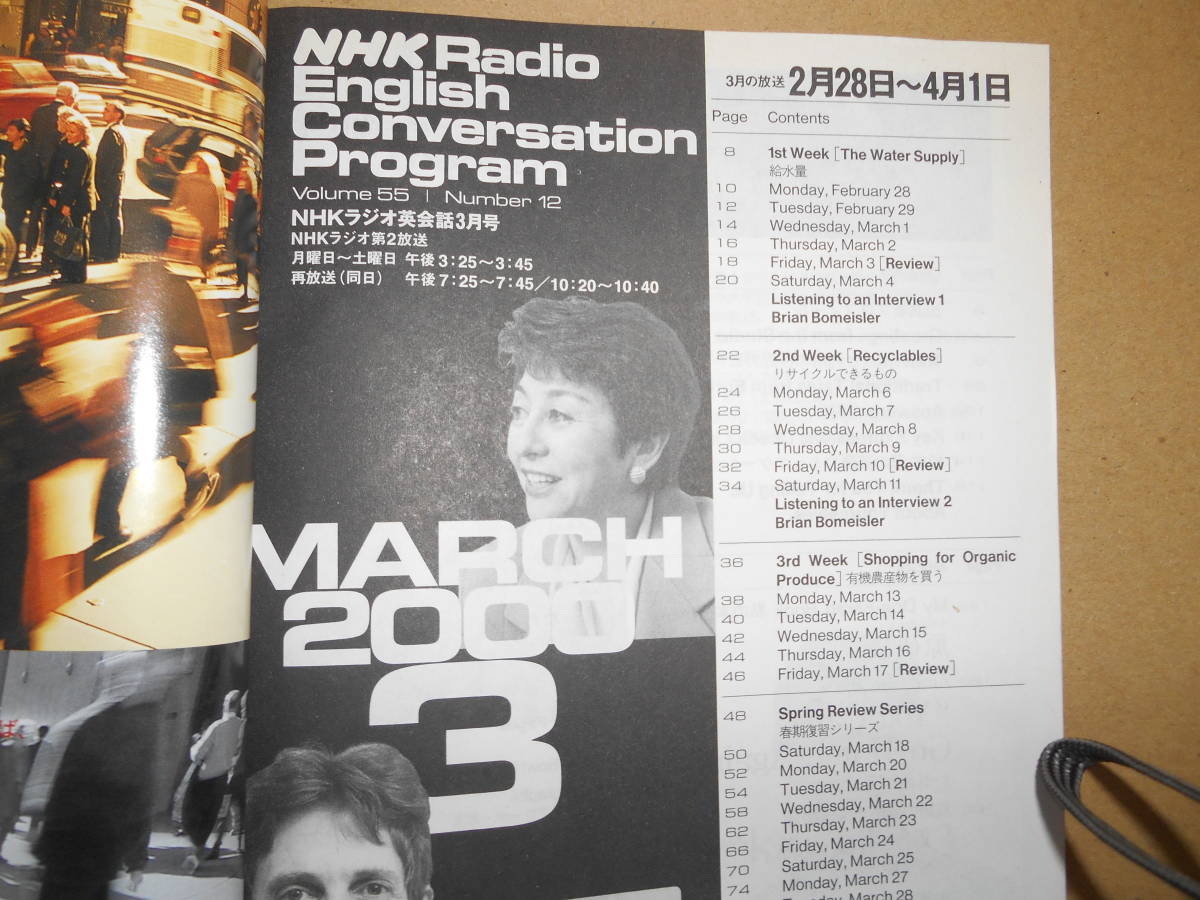 NHK Radio
English
Conversation
Program
Volume 55 | Number 12
NHKラジオ英会話3月号
NHKラジオ第2放送
月曜日〜土曜日 午後3:25〜3:45
再放送(同日) 午後7:25〜7:45/10:20〜10:40
MARCH
2000
3
3月の放送 2月28日〜4月1日
Page Contents
8 1st Week [The Water Supply]
給水量
10 Monday, February 28
12 Tuesday, February 29
14 Wednesday, March 1
16 Thursday, March 2
18 Friday, March 3 [Review]
20 Saturday, March 4
Listening to an Interview 1
Brian Bomeisler
22 2nd Week [Recyclables]
リサイクルできるもの
24 Monday, March 6
26 Tuesday, March 7
28 Wednesday, March 8
30 Thursday, March 9
32 Friday, March 10 [Review]
34 Saturday, March 11
Listening to an Interview 2
Brian Bomeisler
36 3rd Week [Shopping for Organic
Produce] 有機農産物を買う
38 Monday, March 13
40 Tuesday, March 14
42 Wednesday, March 15
44 Thursday, March 16
46 Friday, March 17 [Review]
48 Spring Review Series
春期復習シリーズ
50 Saturday, March 18
52 Monday, March 20
54 Tuesday, March 21
58 Wednesday, March 22
62 Thursday, March 23
66 Friday, March 24
70 Saturday, March 25
74 Monday, March 27
Tuesday, March 28